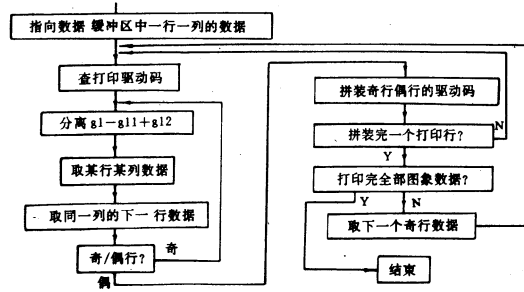 指向数据 缓冲区中一行一列的数据
查打印驱动码
分离 g1-g11+g12
取某行某列数据
取同一列的下一行数据
奇/偶行?
奇
偶
拼装奇行偶行的驱动码
拼装完一个打印行?
N
Y
打印完全部图象数据?
Y
N
取下一个奇行数据
结束